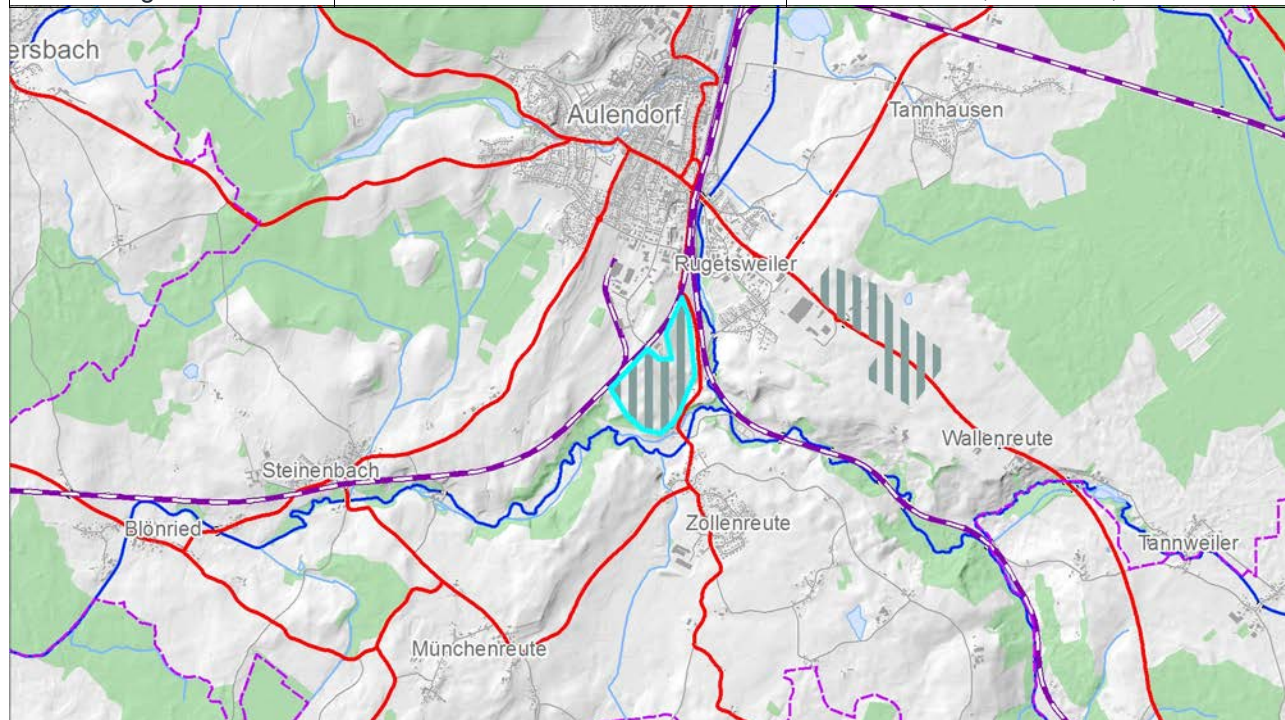 ersbach
Aulendorf
Tannhausen
Rugetsweiler
Wallenreute
Steinenbach
Blönried
Zollenreute
Tannweiler
Münchenreute